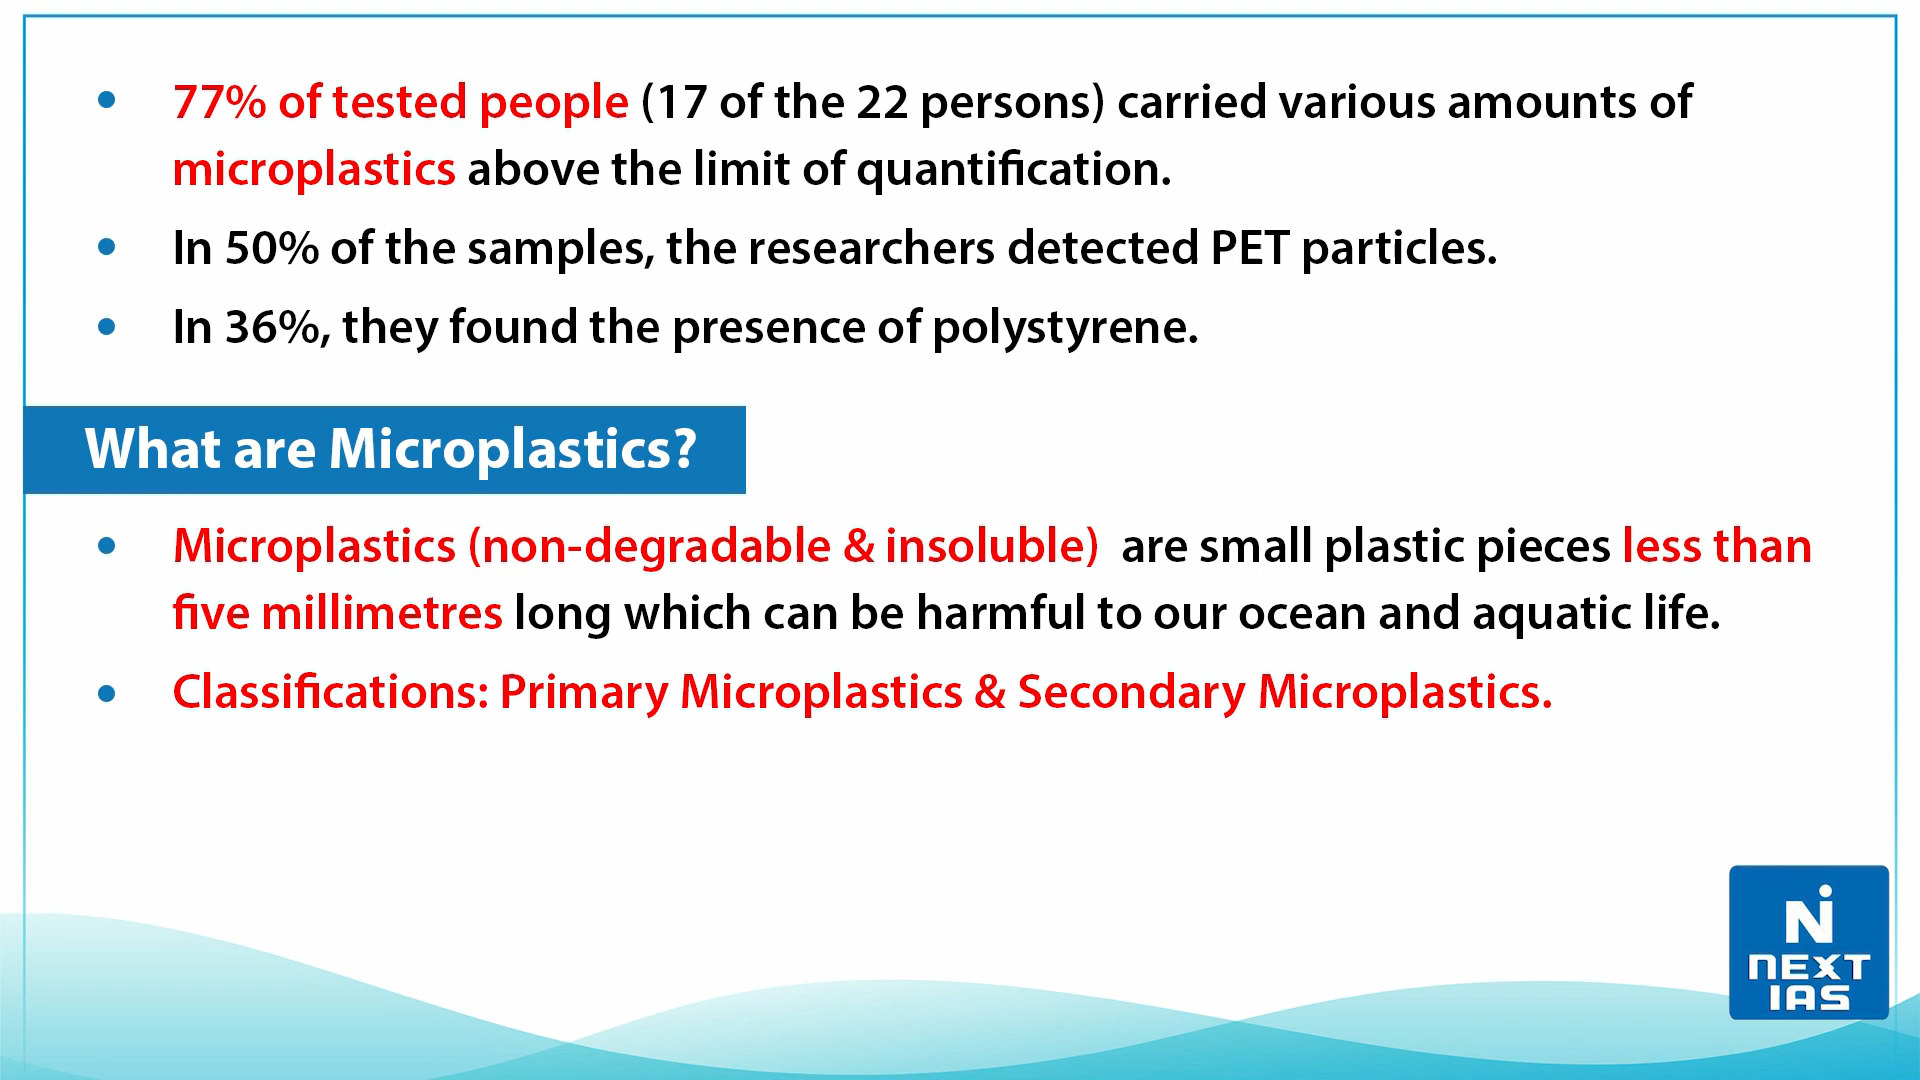 • 77% of tested people (17 of the 22 persons) carried various amounts of
microplastics above the limit of quantification.
• In 50% of the samples, the researchers detected PET particles.
• In 36%, they found the presence of polystyrene.
What are Microplastics?
• Microplastics (non-degradable & insoluble) are small plastic pieces less than
five millimetres long which can be harmful to our ocean and aquatic life.
• Classifications: Primary Microplastics & Secondary Microplastics.
N
NEXT
IAS